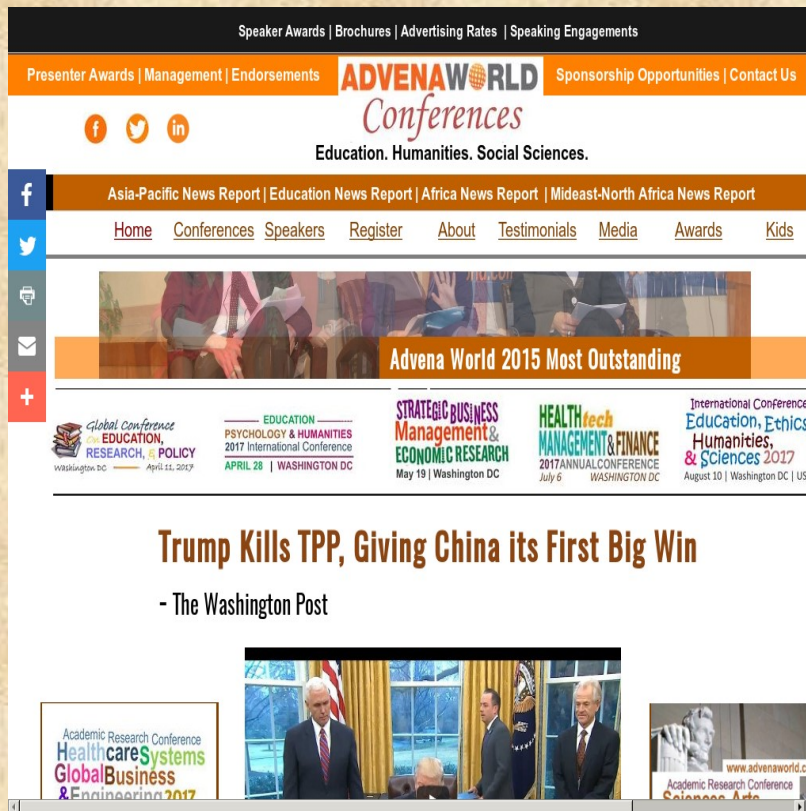 Speaker Awards | Brochures | Advertising Rates | Speaking Engagements
Presenter Awards | Management | Endorsements
ADVENAWORLD
Sponsorship Opportunities | Contact Us
Conferences
Education. Humanities. Social Sciences.
Asia-Pacific News Report | Education News Report | Africa News Report | Mideast-North Africa News Report
Home Conferences Speakers Register About Testimonials Media Awards Kids
Advena World 2015 Most Outstanding
Global Conference
on EDUCATION,
RESEARCH, & POLICY
Washington DC April 11, 2017
EDUCATION
PSYCHOLOGY & HUMANITIES
2017 International Conference
APRIL 28 | WASHINGTON DC
STRATEGIC BUSINESS
Management &
ECONOMIC RESEARCH
May 19 | Washington DC
HEALTHtech
MANAGEMENT & FINANCE
2017 ANNUAL CONFERENCE
July 6 WASHINGTON DC
International Conference
Education, Ethics
Humanities,
& Sciences 2017
August 10 | Washington DC | US
Trump Kills TPP, Giving China its First Big Win
- The Washington Post
Academic Research Conference
HealthcareSystems
GlobalBusiness
&Engineering2017
www.advenaworld.c
Academic Research Conference
Sciences Arts